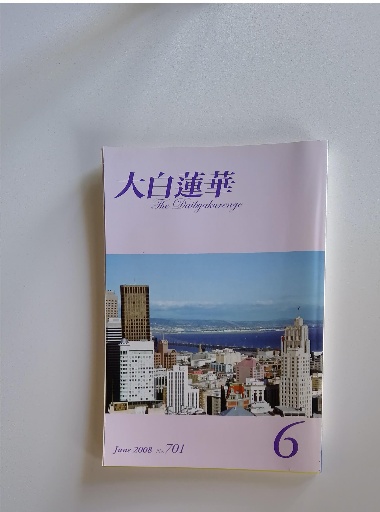 大白蓮華
The Daibyakurenge
June 2008 No.701
6